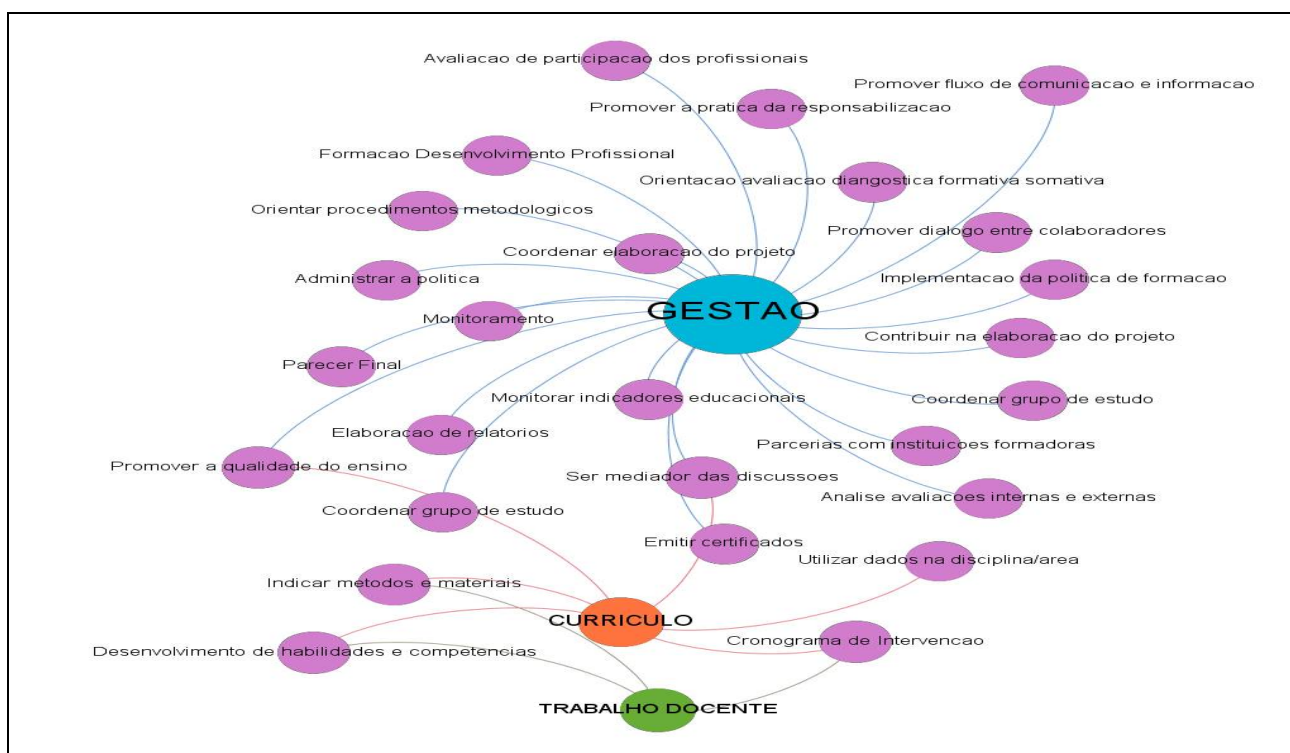 Avaliacao de participacao dos profissionais
Promover fluxo de comunicacao e informacao
Promover a pratica da responsabilizacao
Formacao Desenvolvimento Profissional
Orientacao avaliacao diangostica formativa somativa
Orientar procedimentos metodologicos
Promover dialogo entre colaboradores
Coordenar elaboracao do projeto
Administrar a politica
Implementacao da politica de formacao
GESTAO
Monitoramento
Contribuir na elaboracao do projeto
Parecer Final
Monitorar indicadores educacionais
Coordenar grupo de estudo
Elaboraçao de relatorios
Parcerias com instituicoes formadoras
Promover a qualidade do ensino
Ser mediador das discussoes
Analise avaliacoes internas e externas
Coordenar grupo de estudo
Emitir certificados
Utilizar dados na disciplina/area
Indicar metodos e materiais
CURRICULO
Cronograma de Intervencao
Desenvolvimento de habilidades e competencias
TRABALHO DOCENTE